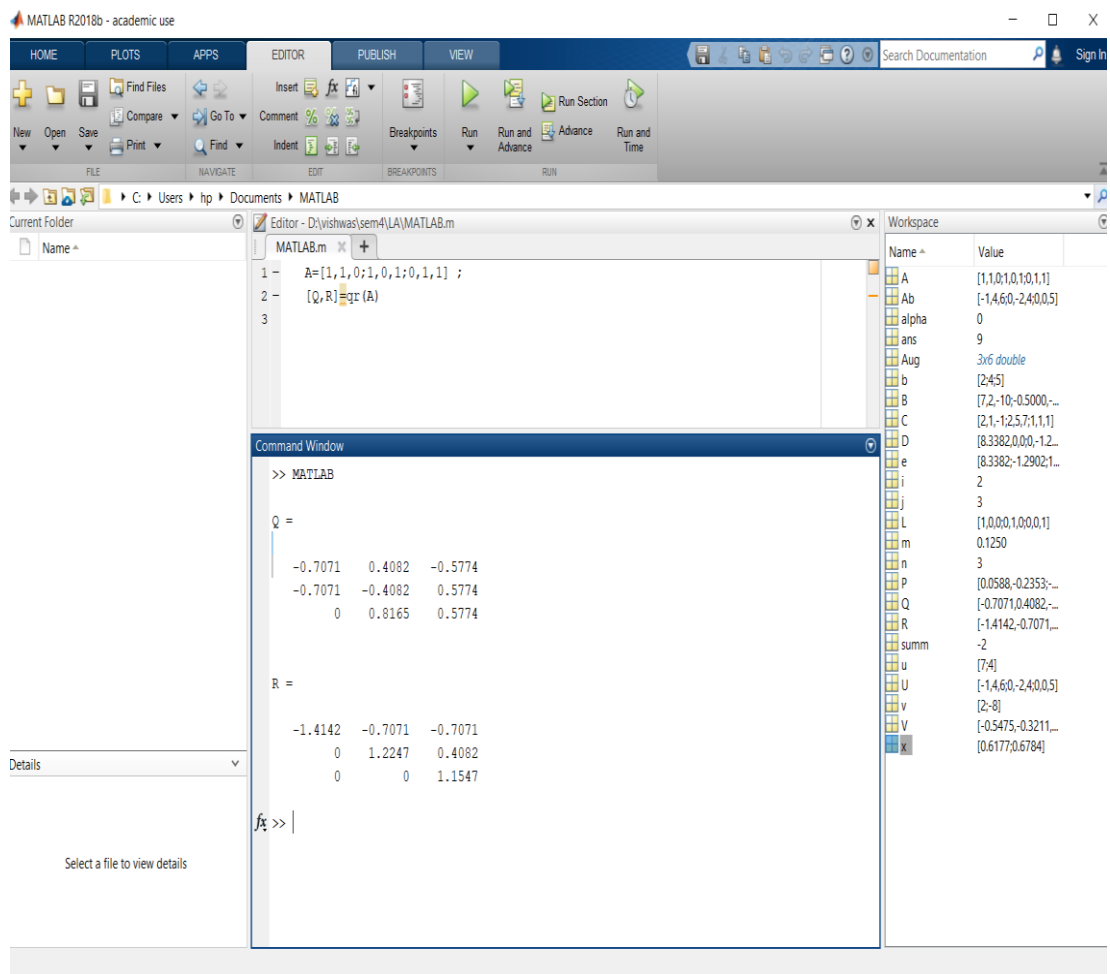 MATLAB R2018b - academic use
HOME PLOTS APPS EDITOR PUBLISH VIEW
Search Documentation
Sign In
New
Open
Save
Find Files
Compare
Print
FILE
Go To
Find
NAVIGATE
Insert fx
Comment %
Indent
EDIT
Breakpoints
BREAKPOINTS
Run
Run and
Advance
Run Section
Advance
Run and
Time
RUN
C: Users hp Documents MATLAB
Current Folder
Name
Details
Select a file to view details
Editor - D:\vishwas\sem4\LA\MATLAB.m
MATLAB.m
1 - A=[1,1,0;1,0,1;0,1,1] ;
2 - [Q,R]=qr(A)
3
Command Window
>> MATLAB
Q =
-0.7071 0.4082 -0.5774
-0.7071 -0.4082 0.5774
0 0.8165 0.5774
R =
-1.4142 -0.7071 -0.7071
0 1.2247 0.4082
0 0 1.1547
fx >>
Workspace
Name Value
A [1,1,0;1,0,1;0,1,1]
Ab [-1,4,6;0,-2,4;0,0,5]
alpha 0
ans 9
Aug 3x6 double
b [2;4;5]
B [7,2,-10;-0.5000,-...
C [2,1,-1;2,5,7;1,1,1]
D [8.3382,0,0;0,-1.2...
e [8.3382;-1.2902;1...
i 2
j 3
L [1,0,0;0,1,0;0,0,1]
m 0.1250
n 3
P [0.0588,-0.2353;-...
Q [-0.7071,0.4082,-...
R [-1.4142,-0.7071,...
summ -2
u [7;4]
U [-1,4,6;0,-2,4;0,0,5]
v [2;-8]
V [-0.5475,-0.3211,...
x [0.6177;0.6784]